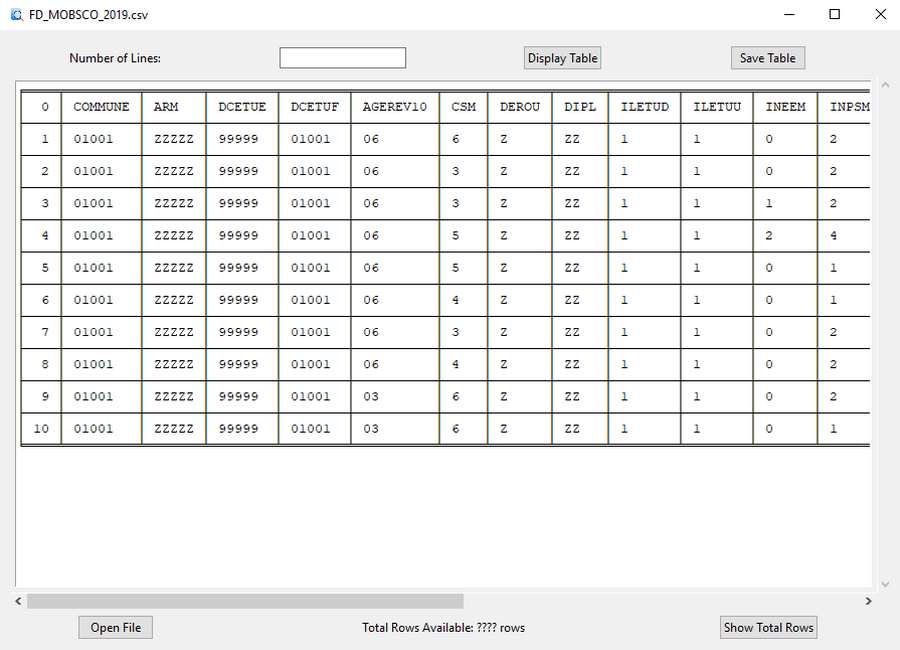 FD_MOBSCO_2019.csv
Number of Lines: Display Table Save Table
0 COMMUNE ARM DCETUE DCETUF AGEREV10 CSM DEROU DIPL ILETUD ILETUU INEEM INPSM
1 01001 ZZZZZ 99999 01001 06 6 Z ZZ 1 1 0 2
2 01001 ZZZZZ 99999 01001 06 3 Z ZZ 1 1 0 2
3 01001 ZZZZZ 99999 01001 06 3 Z ZZ 1 1 1 2
4 01001 ZZZZZ 99999 01001 06 5 Z ZZ 1 1 2 4
5 01001 ZZZZZ 99999 01001 06 5 Z ZZ 1 1 0 1
6 01001 ZZZZZ 99999 01001 06 4 Z ZZ 1 1 0 1
7 01001 ZZZZZ 99999 01001 06 3 Z ZZ 1 1 0 2
8 01001 ZZZZZ 99999 01001 06 4 Z ZZ 1 1 0 2
9 01001 ZZZZZ 99999 01001 03 6 Z ZZ 1 1 0 2
10 01001 ZZZZZ 99999 01001 03 6 Z ZZ 1 1 0 1
Open File Total Rows Available: ???? rows Show Total Rows